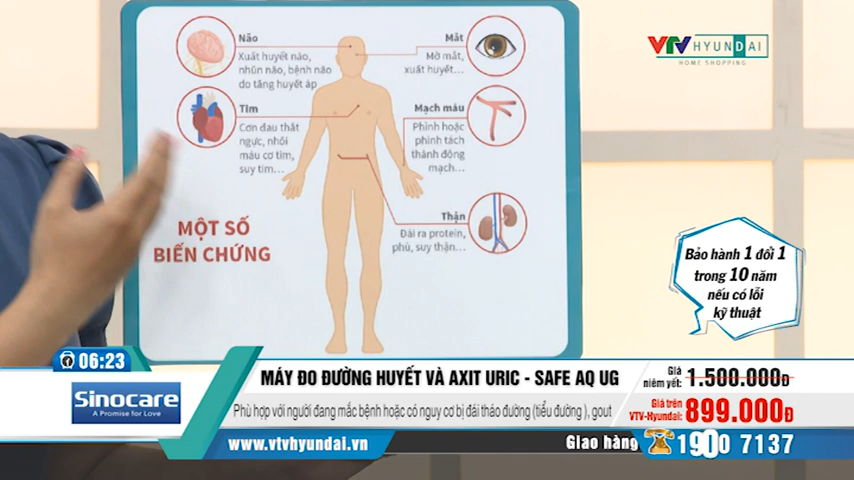 VTV HYUNDAI
HOME SHOPPING
Não
Xuất huyết não,
nhũn não, bệnh não
do tăng huyết áp
Tim
Cơn đau thắt
ngực, nhồi
máu cơ tim,
suy tim...
Mắt
Mờ mắt,
xuất huyết...
Mạch máu
Phình hoặc
phình tách
thành động
mạch...
Thận
Đài ra protein,
phù, suy thận...
MỘT SỐ
BIẾN CHỨNG
Bảo hành 1 đổi 1
trong 10 năm
nếu có lỗi
kỹ thuật
06:23
Sinocare
A Promise for Love
MÁY ĐO ĐƯỜNG HUYẾT VÀ AXIT URIC - SAFE AQ UG
Phù hợp với người đang mắc bệnh hoặc có nguy cơ bị đái tháo đường (tiểu đường ), gout
Giá
niêm yết: 1.500.000Đ
Giá trên
VTV-Hyundai: 899.000Đ
www.vtvhyundai.vn
Giao hàng
1900 7137